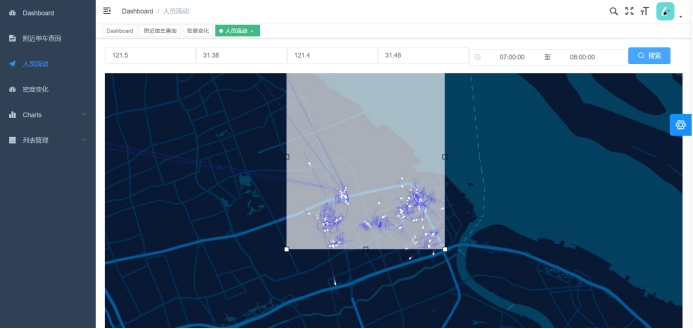 Dashboard
Dashboard / 人员流动
附近单车查询
Dashboard 附近单车查询 密度变化 人员流动 ×
人员流动
121.5 31.38 121.4 31.48 07:00:00 至 08:00:00 搜索
密度变化
Charts
列表管理